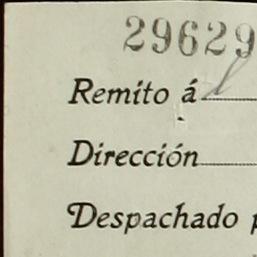 29629
Remito á
Dirección
Despachado p